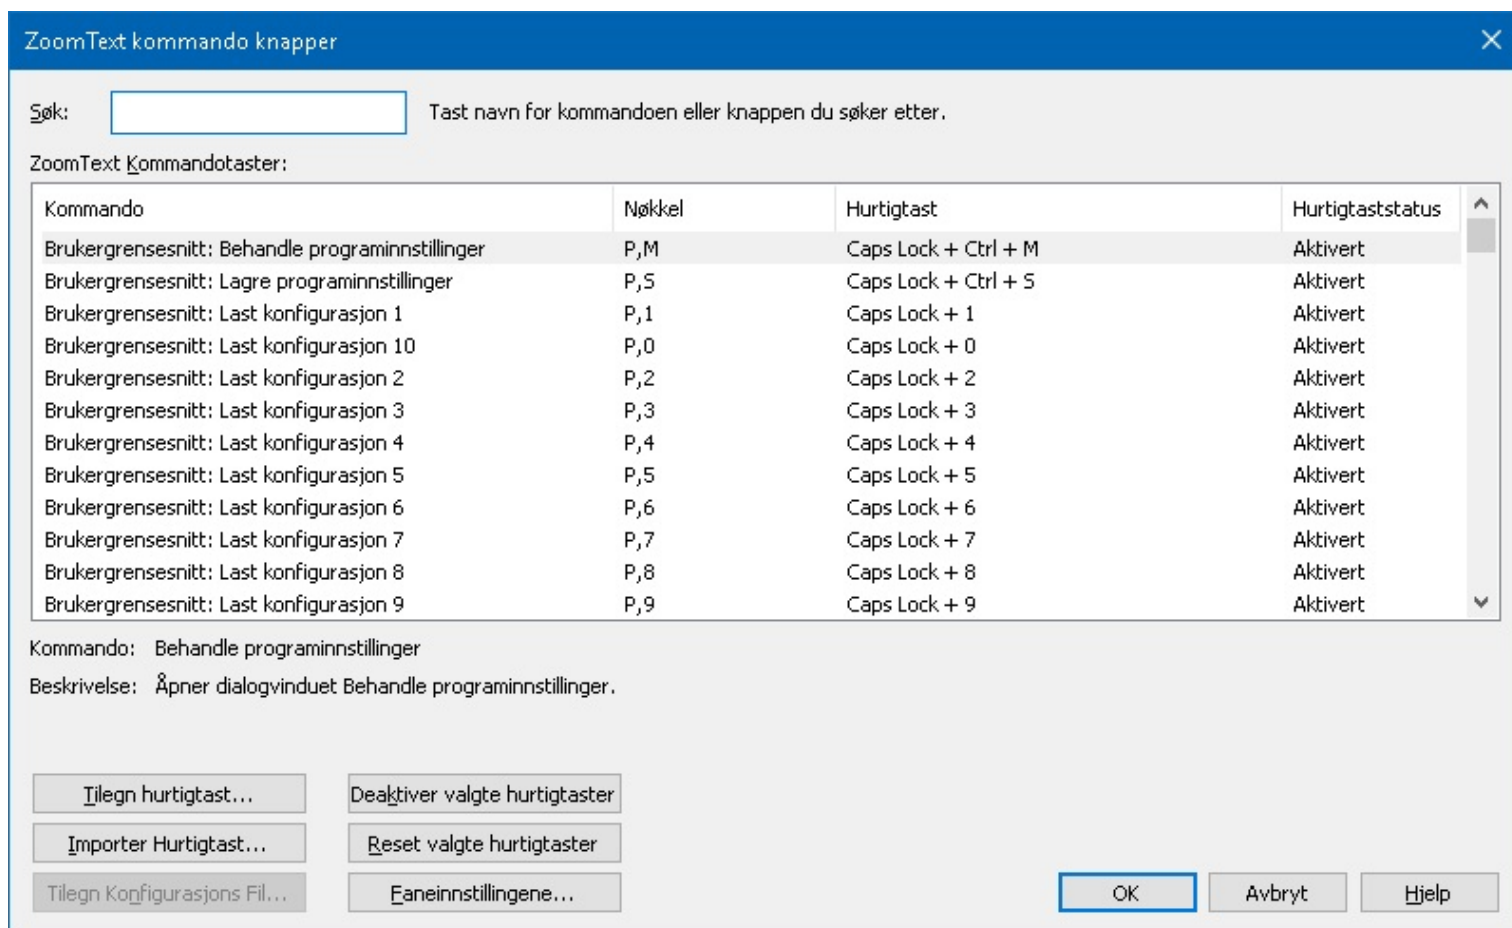 ZoomText kommando knapper
Søk: Tast navn for kommandoen eller knappen du søker etter.
ZoomText Kommandotaster:
Kommando Nøkkel Hurtigtast Hurtigtaststatus
Brukergrensesnitt: Behandle programinnstillinger P,M Caps Lock + Ctrl + M Aktivert
Brukergrensesnitt: Lagre programinnstillinger P,S Caps Lock + Ctrl + S Aktivert
Brukergrensesnitt: Last konfigurasjon 1 P,1 Caps Lock + 1 Aktivert
Brukergrensesnitt: Last konfigurasjon 10 P,0 Caps Lock + 0 Aktivert
Brukergrensesnitt: Last konfigurasjon 2 P,2 Caps Lock + 2 Aktivert
Brukergrensesnitt: Last konfigurasjon 3 P,3 Caps Lock + 3 Aktivert
Brukergrensesnitt: Last konfigurasjon 4 P,4 Caps Lock + 4 Aktivert
Brukergrensesnitt: Last konfigurasjon 5 P,5 Caps Lock + 5 Aktivert
Brukergrensesnitt: Last konfigurasjon 6 P,6 Caps Lock + 6 Aktivert
Brukergrensesnitt: Last konfigurasjon 7 P,7 Caps Lock + 7 Aktivert
Brukergrensesnitt: Last konfigurasjon 8 P,8 Caps Lock + 8 Aktivert
Brukergrensesnitt: Last konfigurasjon 9 P,9 Caps Lock + 9 Aktivert
Kommando: Behandle programinnstillinger
Beskrivelse: Åpner dialogvinduet Behandle programinnstillinger.
Tilegn hurtigtast... Deaktiver valgte hurtigtaster
Importer Hurtigtast... Reset valgte hurtigtaster
Tilegn Konfigurasjons Fil... Faneinnstillingene... OK Avbryt Hjelp